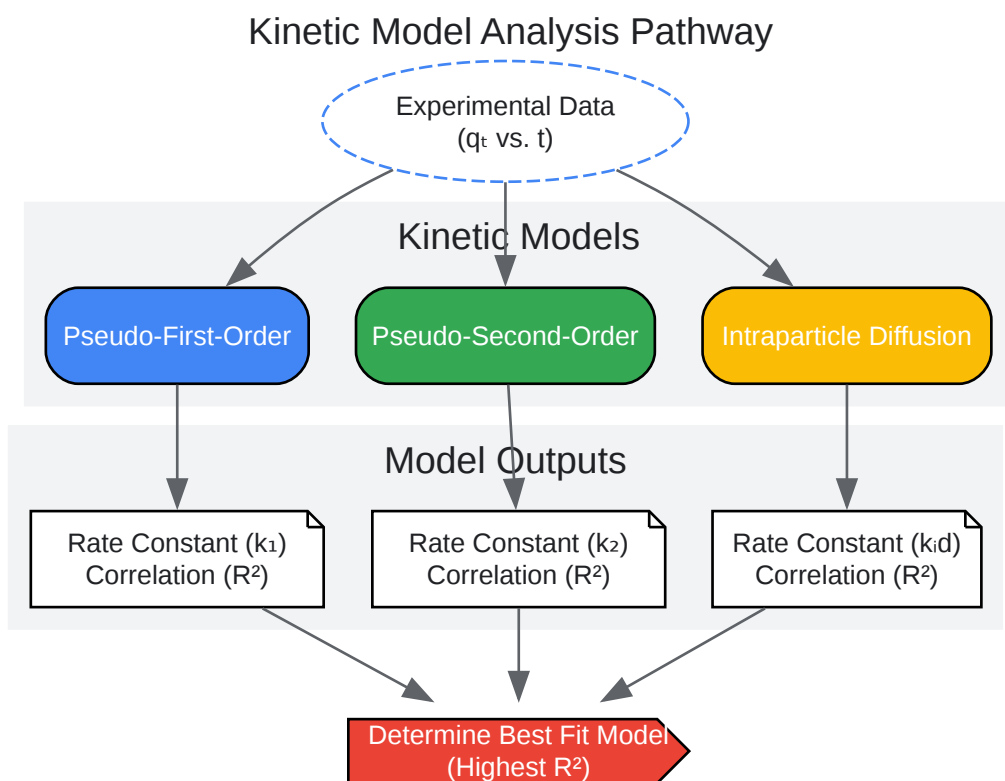 Kinetic Model Analysis Pathway
Experimental Data
(qₜ vs. t)
Kinetic Models
Pseudo-First-Order
Pseudo-Second-Order
Intraparticle Diffusion
Model Outputs
Rate Constant (k₁)
Correlation (R²)
Rate Constant (k₂)
Correlation (R²)
Rate Constant (kᵢd)
Correlation (R²)
Determine Best Fit Model
(Highest R²)